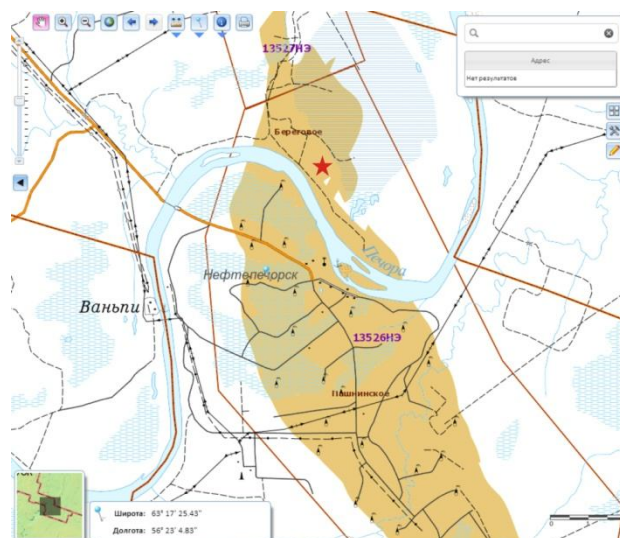 13527НЭ
Адрес
Нет результатов
Береговое
Печора
Нефтепечорск
Ваньпи
13526НЭ
Пашнинское
Широта: 63° 17' 25.43"
Долгота: 56° 23' 4.83"
0